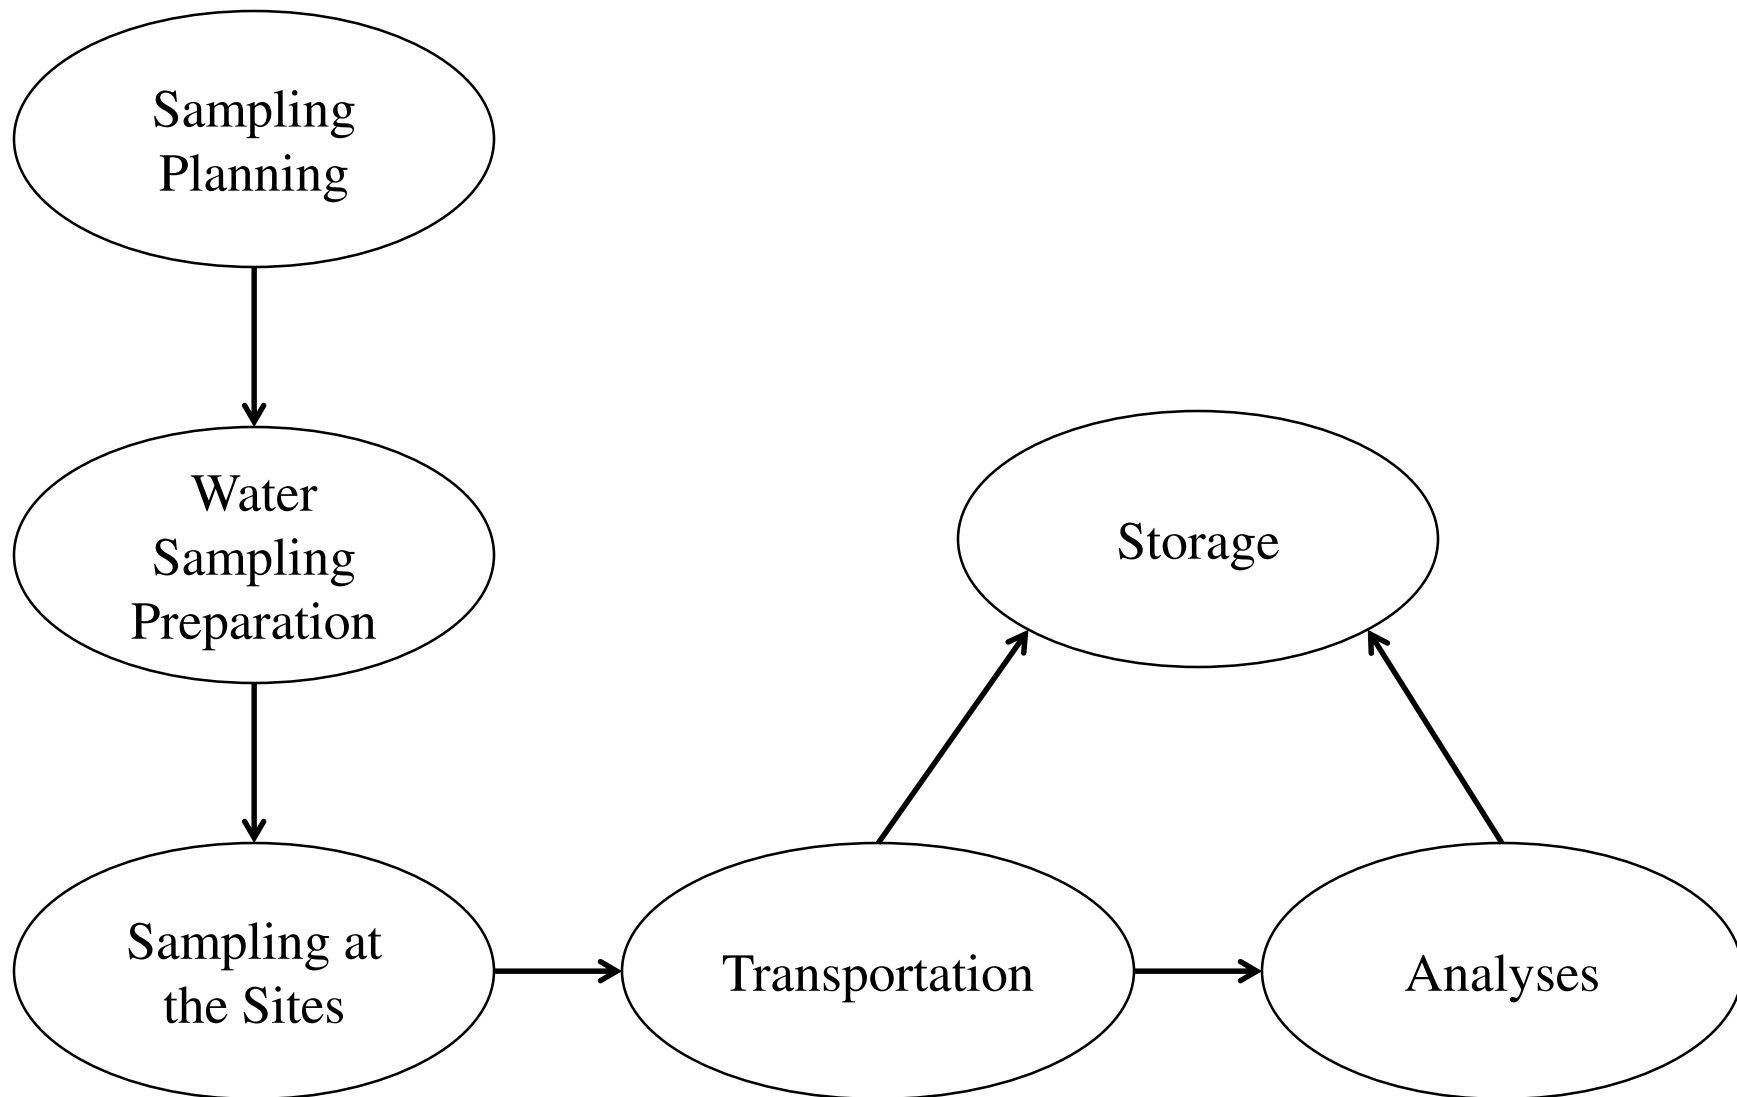 Sampling
Planning
Water
Sampling
Preparation
Storage
Sampling at
the Sites
Transportation
Analyses